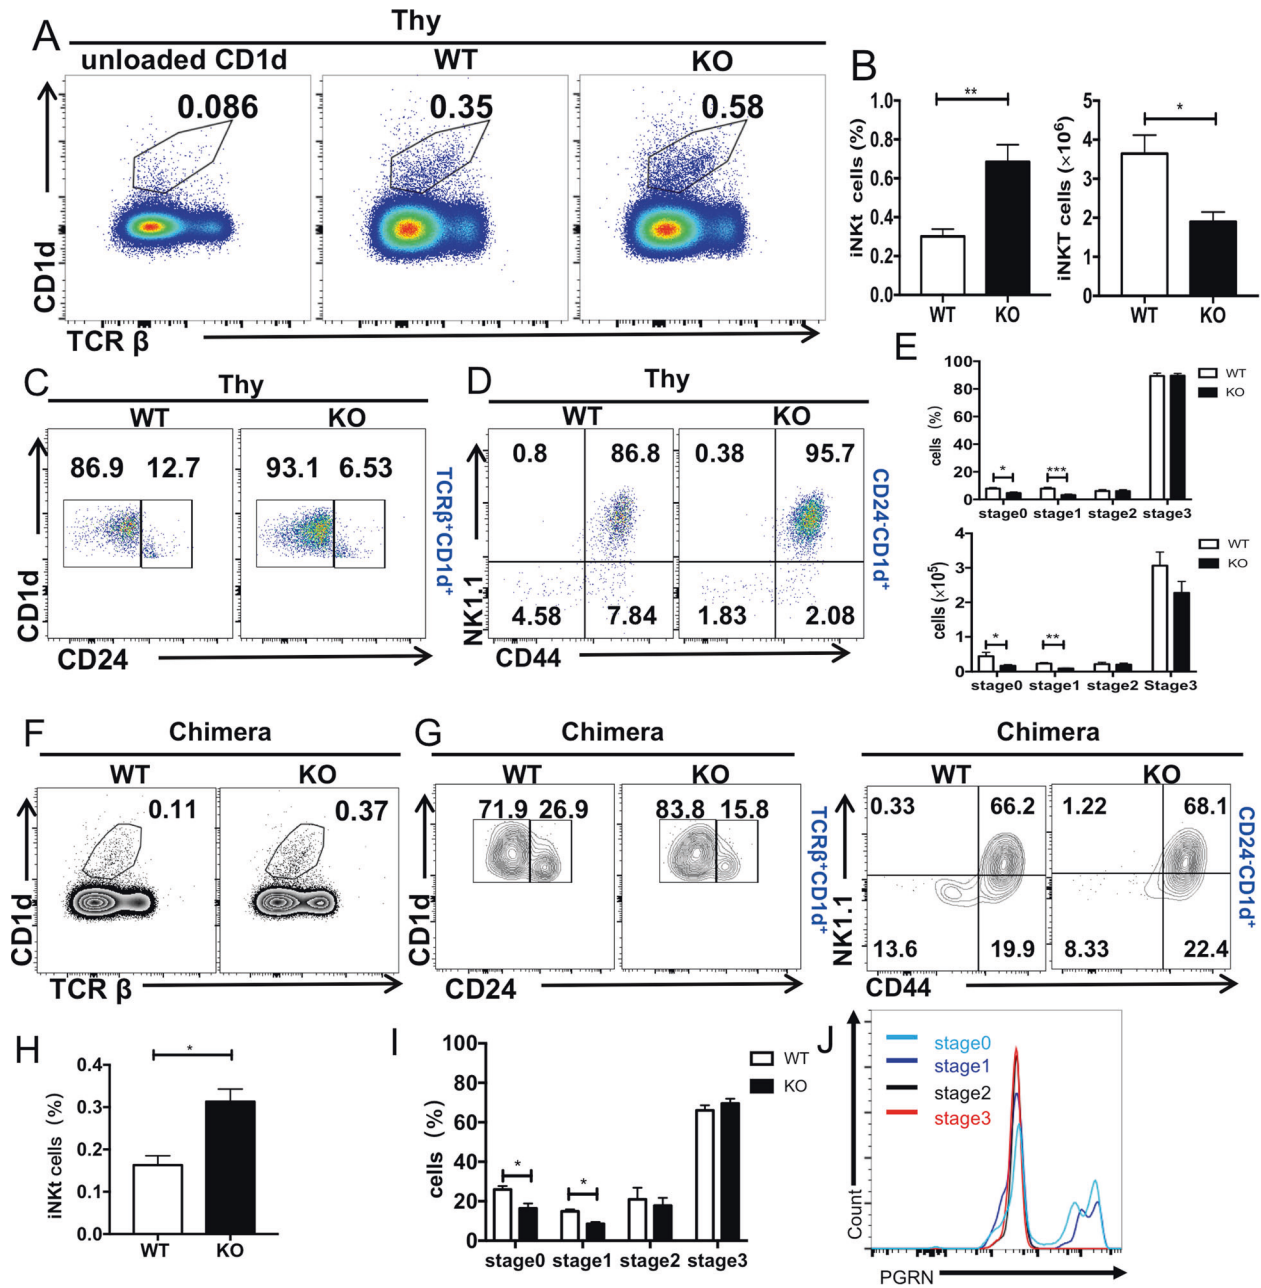 A
Thy
unloaded CD1d
WT
KO
0.086
0.35
0.58
CD1d
TCR β
B
iNKt cells (%)
1.0
0.8
0.6
0.4
0.2
0.0
**
WT
KO
iNKT cells (×10⁶)
5
4
3
2
1
0
*
WT
KO
C
Thy
WT
KO
86.9
12.7
93.1
6.53
CD1d
CD24
TCRβ⁺CD1d⁺
D
Thy
WT
KO
0.8
86.8
0.38
95.7
4.58
7.84
1.83
2.08
NK1.1
CD44
CD24⁻CD1d⁺
E
cells (%)
100
80
60
40
20
0
*
***
WT
KO
stage0
stage1
stage2
stage3
cells (×10⁵)
4
3
2
1
0
*
**
WT
KO
stage0
stage1
stage2
Stage3
F
Chimera
WT
KO
0.11
0.37
CD1d
TCR β
G
Chimera
WT
KO
71.9
26.9
83.8
15.8
CD1d
CD24
TCRβ⁺CD1d⁺
Chimera
WT
KO
0.33
66.2
1.22
68.1
13.6
19.9
8.33
22.4
NK1.1
CD44
CD24⁻CD1d⁺
H
iNKt cells (%)
0.4
0.3
0.2
0.1
0.0
*
WT
KO
I
cells (%)
100
80
60
40
20
0
*
*
WT
KO
stage0
stage1
stage2
stage3
J
stage0
stage1
stage2
stage3
Count
PGRN